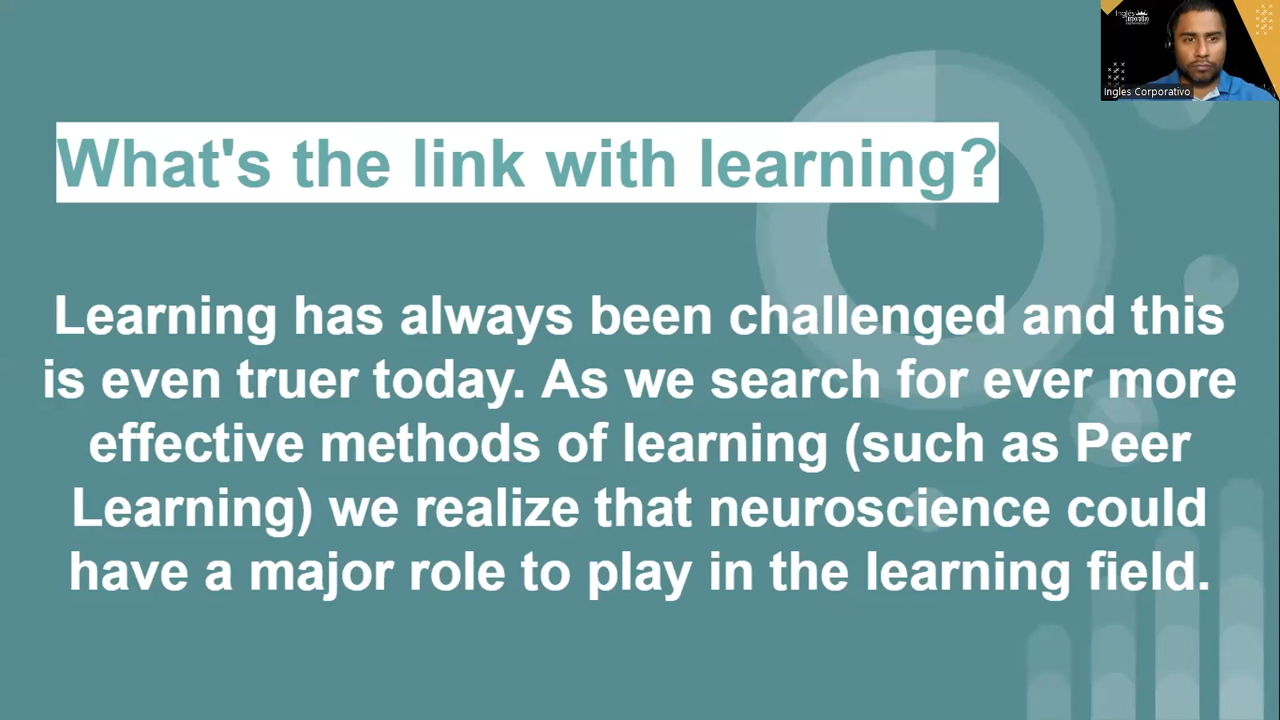 Inglés
Corporativo
Ingles Corporativo
What's the link with learning?
Learning has always been challenged and this
is even truer today. As we search for ever more
effective methods of learning (such as Peer
Learning) we realize that neuroscience could
have a major role to play in the learning field.